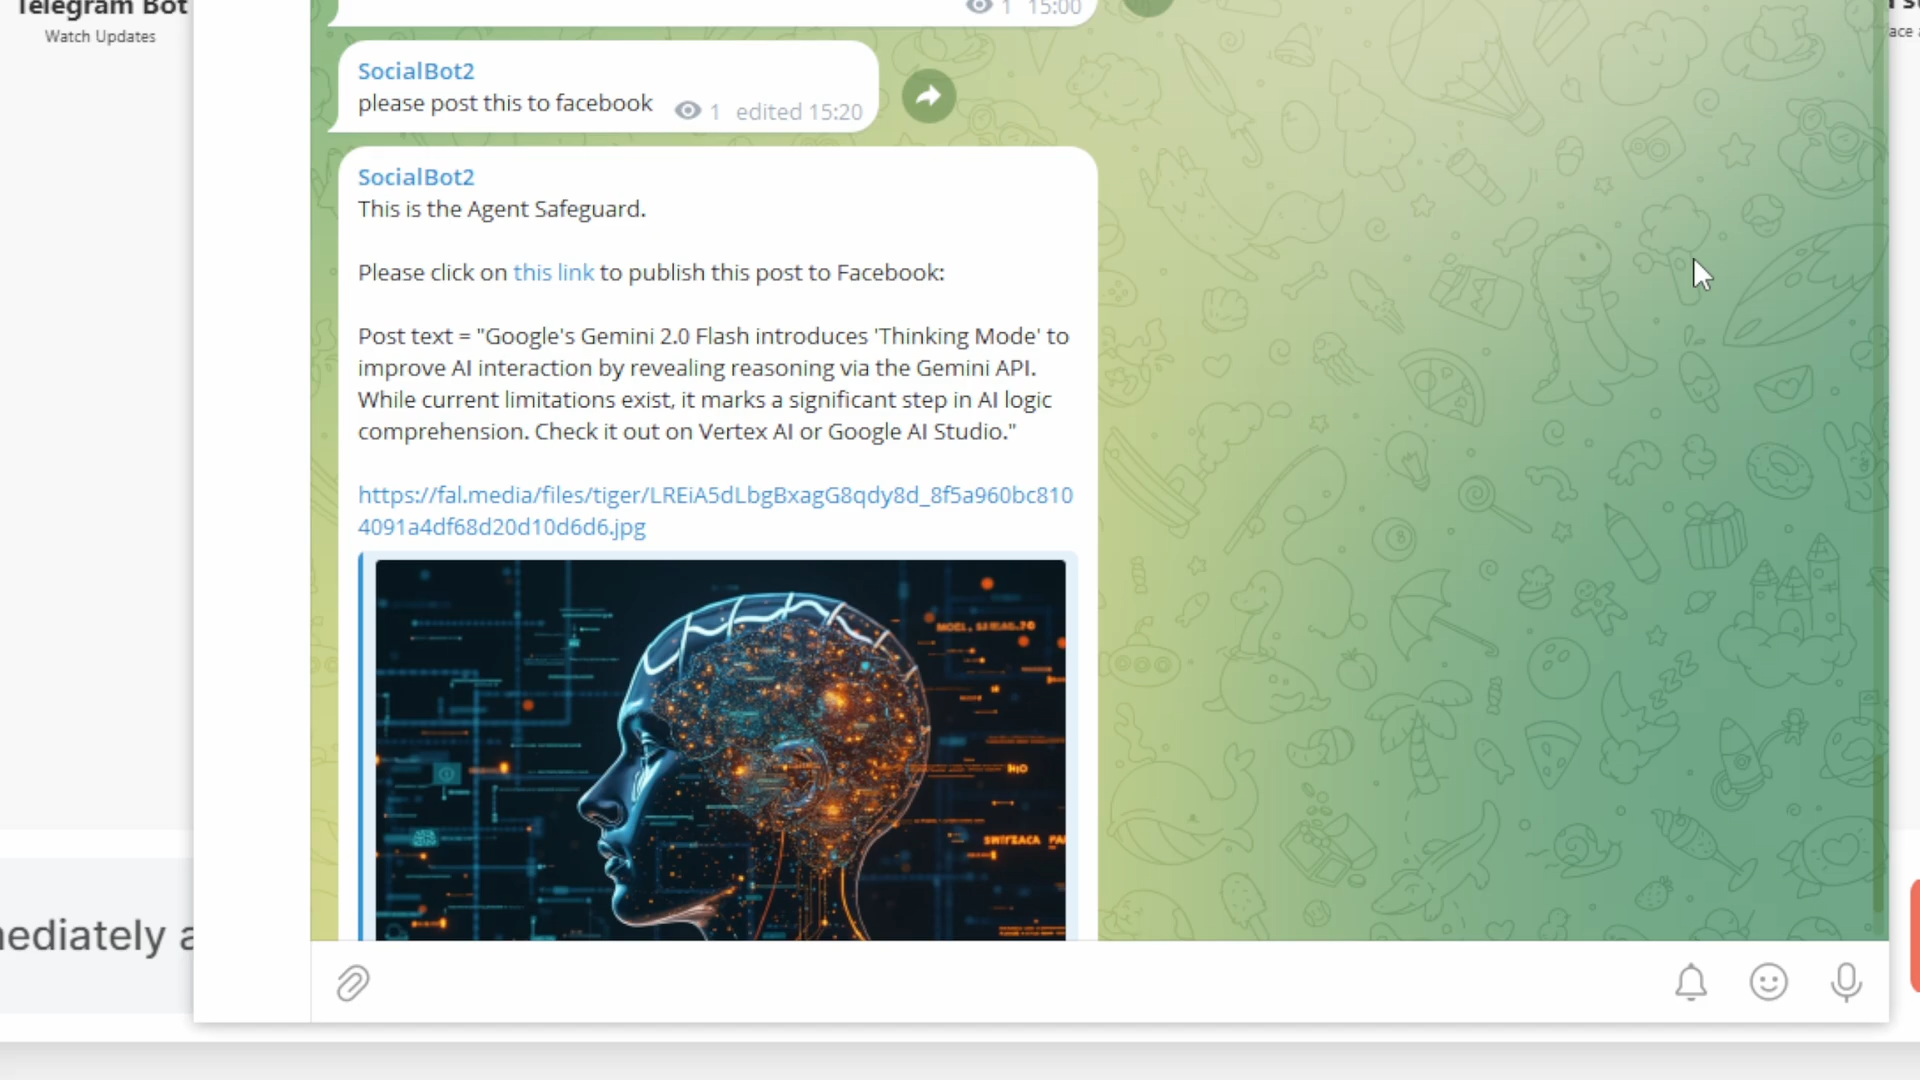 Telegram Bot
Watch Updates
1 15:00
SocialBot2
please post this to facebook 1 edited 15:20
SocialBot2
This is the Agent Safeguard.
Please click on this link to publish this post to Facebook:
Post text = "Google's Gemini 2.0 Flash introduces 'Thinking Mode' to
improve AI interaction by revealing reasoning via the Gemini API.
While current limitations exist, it marks a significant step in AI logic
comprehension. Check it out on Vertex AI or Google AI Studio."
https://fal.media/files/tiger/LREiA5dLbgBxagG8qdy8d_8f5a960bc810
4091a4df68d20d10d6d6.jpg